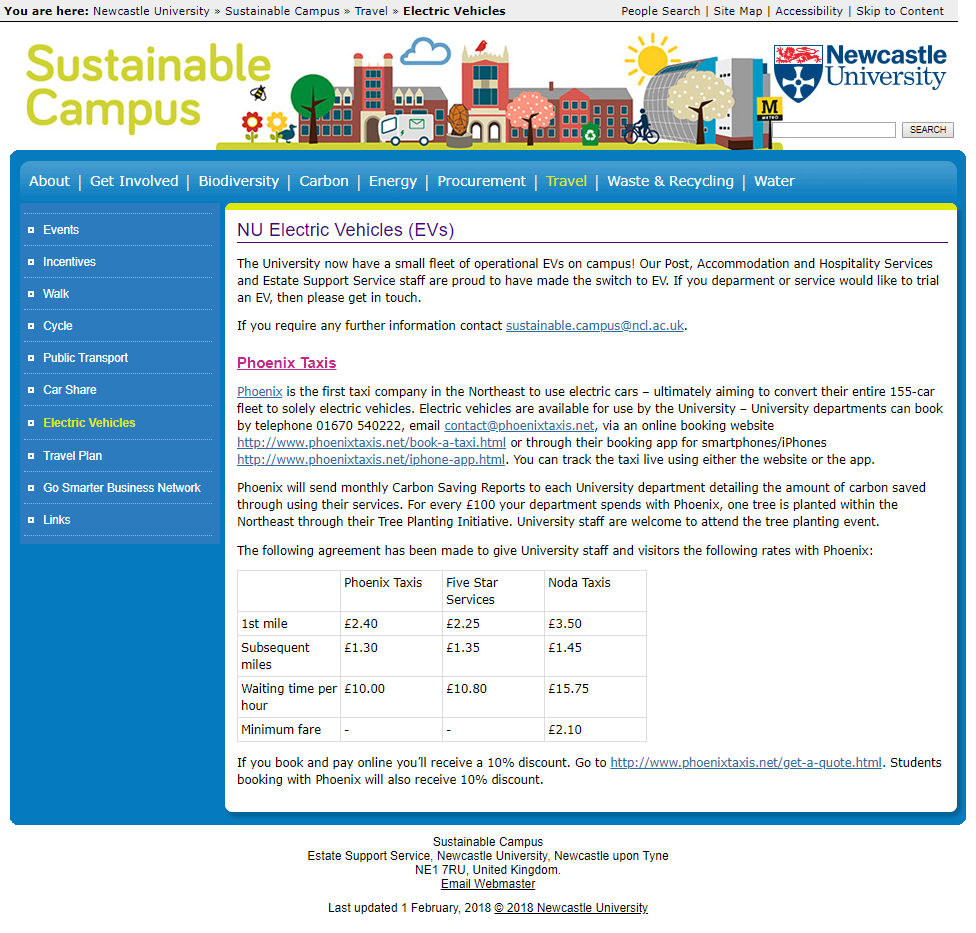 You are here: Newcastle University » Sustainable Campus » Travel » Electric Vehicles
People Search | Site Map | Accessibility | Skip to Content
Sustainable
Campus
METRO
Newcastle
University
SEARCH
About | Get Involved | Biodiversity | Carbon | Energy | Procurement | Travel | Waste & Recycling | Water
Events
Incentives
Walk
Cycle
Public Transport
Car Share
Electric Vehicles
Travel Plan
Go Smarter Business Network
Links
NU Electric Vehicles (EVs)
The University now have a small fleet of operational EVs on campus! Our Post, Accommodation and Hospitality Services
and Estate Support Service staff are proud to have made the switch to EV. If you deparment or service would like to trial
an EV, then please get in touch.
If you require any further information contact sustainable.campus@ncl.ac.uk.
Phoenix Taxis
Phoenix is the first taxi company in the Northeast to use electric cars – ultimately aiming to convert their entire 155-car
fleet to solely electric vehicles. Electric vehicles are available for use by the University – University departments can book
by telephone 01670 540222, email contact@phoenixtaxis.net, via an online booking website
http://www.phoenixtaxis.net/book-a-taxi.html or through their booking app for smartphones/iPhones
http://www.phoenixtaxis.net/iphone-app.html. You can track the taxi live using either the website or the app.
Phoenix will send monthly Carbon Saving Reports to each University department detailing the amount of carbon saved
through using their services. For every £100 your department spends with Phoenix, one tree is planted within the
Northeast through their Tree Planting Initiative. University staff are welcome to attend the tree planting event.
The following agreement has been made to give University staff and visitors the following rates with Phoenix:
Phoenix Taxis Five Star Services Noda Taxis
1st mile £2.40 £2.25 £3.50
Subsequent miles £1.30 £1.35 £1.45
Waiting time per hour £10.00 £10.80 £15.75
Minimum fare - - £2.10
If you book and pay online you'll receive a 10% discount. Go to http://www.phoenixtaxis.net/get-a-quote.html. Students
booking with Phoenix will also receive 10% discount.
Sustainable Campus
Estate Support Service, Newcastle University, Newcastle upon Tyne
NE1 7RU, United Kingdom.
Email Webmaster
Last updated 1 February, 2018 © 2018 Newcastle University